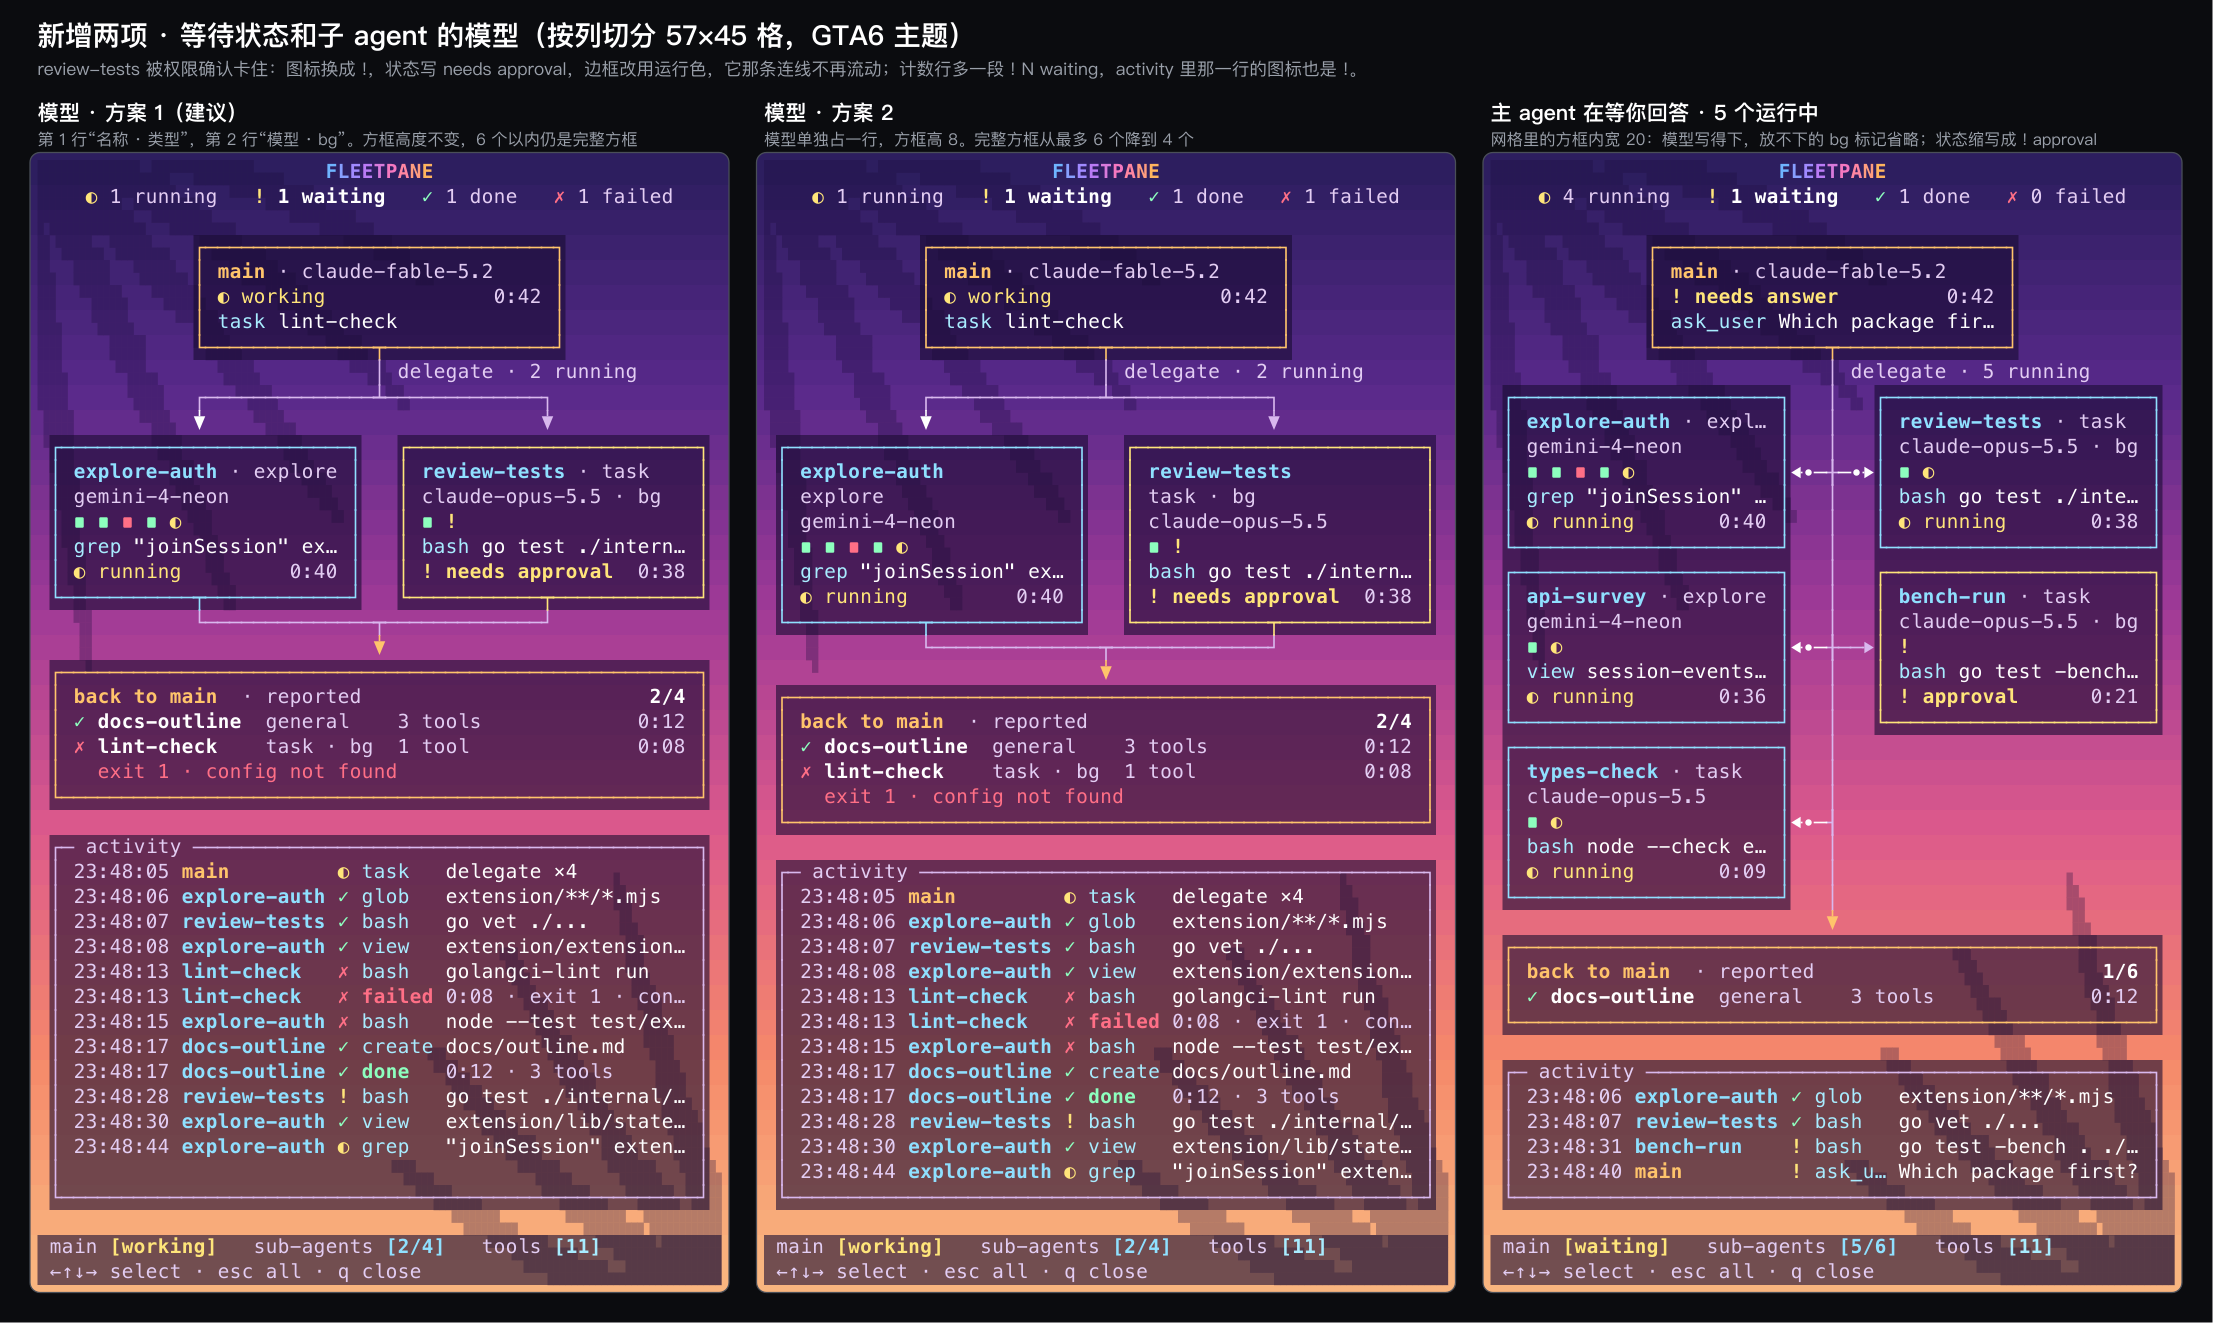 新增两项 · 等待状态和子 agent 的模型（按列切分 57×45 格，GTA6 主题）
review-tests 被权限确认卡住：图标换成 !，状态写 needs approval，边框改用运行色，它那条连线不再流动；计数行多一段 ! N waiting，activity 里那一行的图标也是 !。
模型 · 方案 1（建议）
第 1 行“名称 · 类型”，第 2 行“模型 · bg”。方框高度不变，6 个以内仍是完整方框
FLEETPANE
◐ 1 running ! 1 waiting ✓ 1 done ✗ 1 failed
main · claude-fable-5.2
◐ working 0:42
task lint-check
delegate · 2 running
explore-auth · explore
gemini-4-neon
■ ■ ■ ■ ◐
grep "joinSession" ex…
◐ running 0:40
review-tests · task
claude-opus-5.5 · bg
■ !
bash go test ./intern…
! needs approval 0:38
back to main · reported 2/4
✓ docs-outline general 3 tools 0:12
✗ lint-check task · bg 1 tool 0:08
exit 1 · config not found
activity
23:48:05 main ◐ task delegate ×4
23:48:06 explore-auth ✓ glob extension/**/*.mjs
23:48:07 review-tests ✓ bash go vet ./...
23:48:08 explore-auth ✓ view extension/extension…
23:48:13 lint-check ✗ bash golangci-lint run
23:48:13 lint-check ✗ failed 0:08 · exit 1 · con…
23:48:15 explore-auth ✗ bash node --test test/ex…
23:48:17 docs-outline ✓ create docs/outline.md
23:48:17 docs-outline ✓ done 0:12 · 3 tools
23:48:28 review-tests ! bash go test ./internal/…
23:48:30 explore-auth ✓ view extension/lib/state…
23:48:44 explore-auth ◐ grep "joinSession" exten…
main [working] sub-agents [2/4] tools [11]
←↑↓→ select · esc all · q close
模型 · 方案 2
模型单独占一行，方框高 8。完整方框从最多 6 个降到 4 个
FLEETPANE
◐ 1 running ! 1 waiting ✓ 1 done ✗ 1 failed
main · claude-fable-5.2
◐ working 0:42
task lint-check
delegate · 2 running
explore-auth
explore
gemini-4-neon
■ ■ ■ ■ ◐
grep "joinSession" ex…
◐ running 0:40
review-tests
task · bg
claude-opus-5.5
■ !
bash go test ./intern…
! needs approval 0:38
back to main · reported 2/4
✓ docs-outline general 3 tools 0:12
✗ lint-check task · bg 1 tool 0:08
exit 1 · config not found
activity
23:48:05 main ◐ task delegate ×4
23:48:06 explore-auth ✓ glob extension/**/*.mjs
23:48:07 review-tests ✓ bash go vet ./...
23:48:08 explore-auth ✓ view extension/extension…
23:48:13 lint-check ✗ bash golangci-lint run
23:48:13 lint-check ✗ failed 0:08 · exit 1 · con…
23:48:15 explore-auth ✗ bash node --test test/ex…
23:48:17 docs-outline ✓ create docs/outline.md
23:48:17 docs-outline ✓ done 0:12 · 3 tools
23:48:28 review-tests ! bash go test ./internal/…
23:48:30 explore-auth ✓ view extension/lib/state…
23:48:44 explore-auth ◐ grep "joinSession" exten…
main [working] sub-agents [2/4] tools [11]
←↑↓→ select · esc all · q close
主 agent 在等你回答 · 5 个运行中
网格里的方框内宽 20：模型写得下，放不下的 bg 标记省略；状态缩写成 ! approval
FLEETPANE
◐ 4 running ! 1 waiting ✓ 1 done ✗ 0 failed
main · claude-fable-5.2
! needs answer 0:42
ask_user Which package fir…
delegate · 5 running
explore-auth · expl…
gemini-4-neon
■ ■ ■ ■ ◐
grep "joinSession" …
◐ running 0:40
review-tests · task
claude-opus-5.5 · bg
■ ◐
bash go test ./inte…
◐ running 0:38
api-survey · explore
gemini-4-neon
■ ◐
view session-events…
◐ running 0:36
bench-run · task
claude-opus-5.5 · bg
!
bash go test -bench…
! approval 0:21
types-check · task
claude-opus-5.5
■ ◐
bash node --check e…
◐ running 0:09
back to main · reported 1/6
✓ docs-outline general 3 tools 0:12
activity
23:48:06 explore-auth ✓ glob extension/**/*.mjs
23:48:07 review-tests ✓ bash go vet ./...
23:48:31 bench-run ! bash go test -bench . ./…
23:48:40 main ! ask_u… Which package first?
main [waiting] sub-agents [5/6] tools [11]
←↑↓→ select · esc all · q close